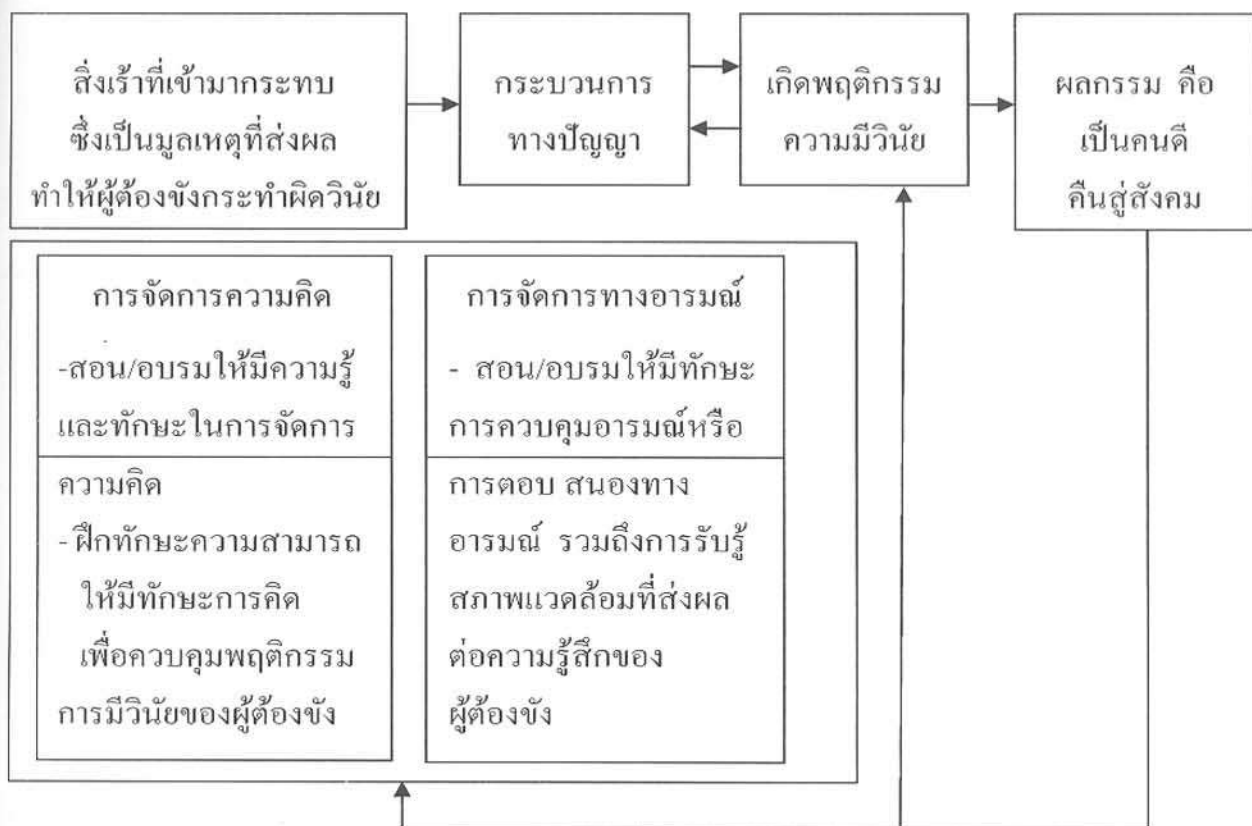 สิ่งเร้าที่เข้ามากระทบ
ซึ่งเป็นมูลเหตุที่ส่งผล
ทำให้ผู้ต้องขังกระทำผิดวินัย
กระบวนการ
ทางปัญญา
เกิดพฤติกรรม
ความมีวินัย
ผลกรรม คือ
เป็นคนดี
คืนสู่สังคม
การจัดการความคิด
-สอน/อบรมให้มีความรู้
และทักษะในการจัดการ
ความคิด
- ฝึกทักษะความสามารถ
ให้มีทักษะการคิด
เพื่อควบคุมพฤติกรรม
การมีวินัยของผู้ต้องขัง
การจัดการทางอารมณ์
- สอน/อบรมให้มีทักษะ
การควบคุมอารมณ์หรือ
การตอบ สนองทาง
อารมณ์ รวมถึงการรับรู้
สภาพแวดล้อมที่ส่งผล
ต่อความรู้สึกของ
ผู้ต้องขัง